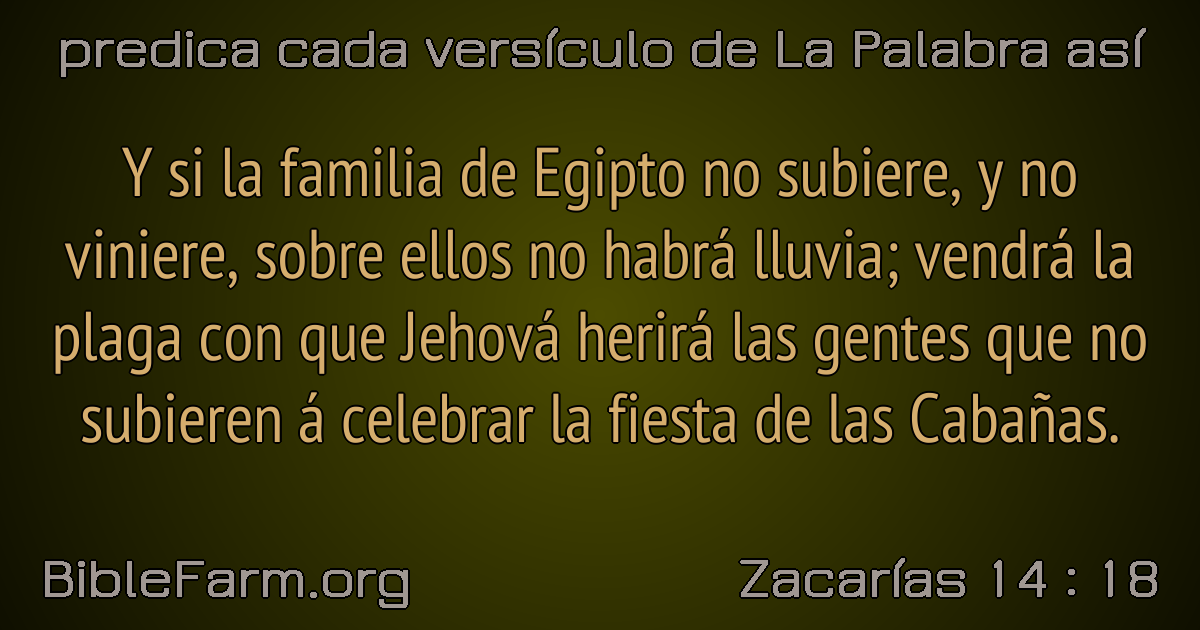 predica cada versículo de La Palabra así
Y si la familia de Egipto no subiere, y no
viniere, sobre ellos no habrá lluvia; vendrá la
plaga con que Jehová herirá las gentes que no
subieren á celebrar la fiesta de las Cabañas.
BibleFarm.org
Zacarías 14 : 18